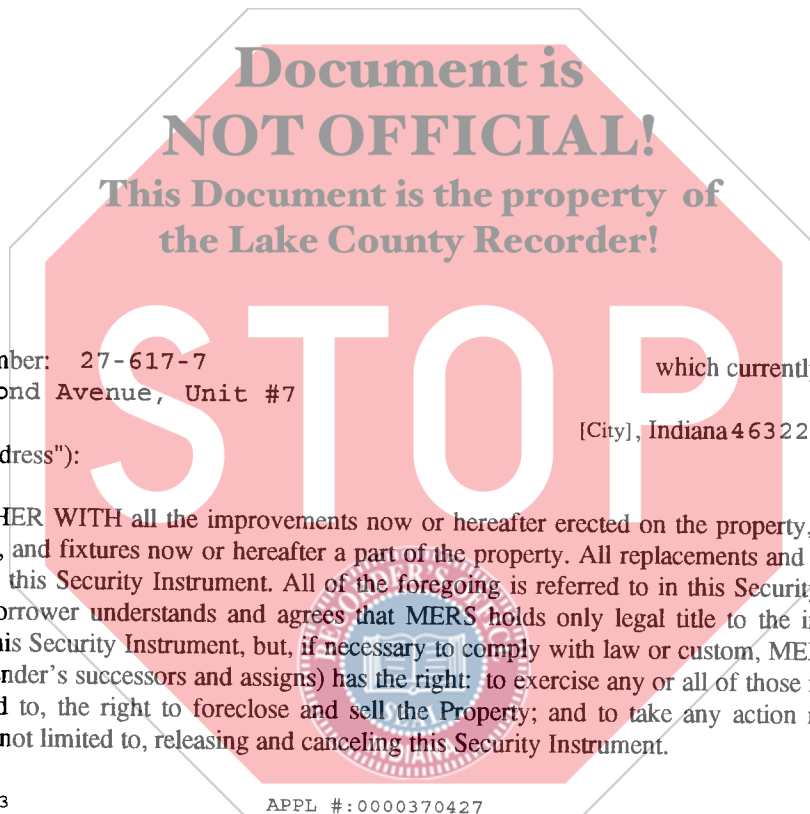 Document is
NOT OFFICIAL!
This Document is the property of
the Lake County Recorder!
STOP
mber: 27-617-7 which currently
ond Avenue, Unit #7
[City], Indiana 46322
dress"):
HER WITH all the improvements now or hereafter erected on the property,
, and fixtures now or hereafter a part of the property. All replacements and
this Security Instrument. All of the foregoing is referred to in this Security
orrower understands and agrees that MERS holds only legal title to the i
nis Security Instrument, but, if necessary to comply with law or custom, ME
nder's successors and assigns) has the right: to exercise any or all of those
d to, the right to foreclose and sell the Property; and to take any action
not limited to, releasing and canceling this Security Instrument.
RECORDER'S OFFIC
SEAL
INDIANA
3 APPL #:0000370427